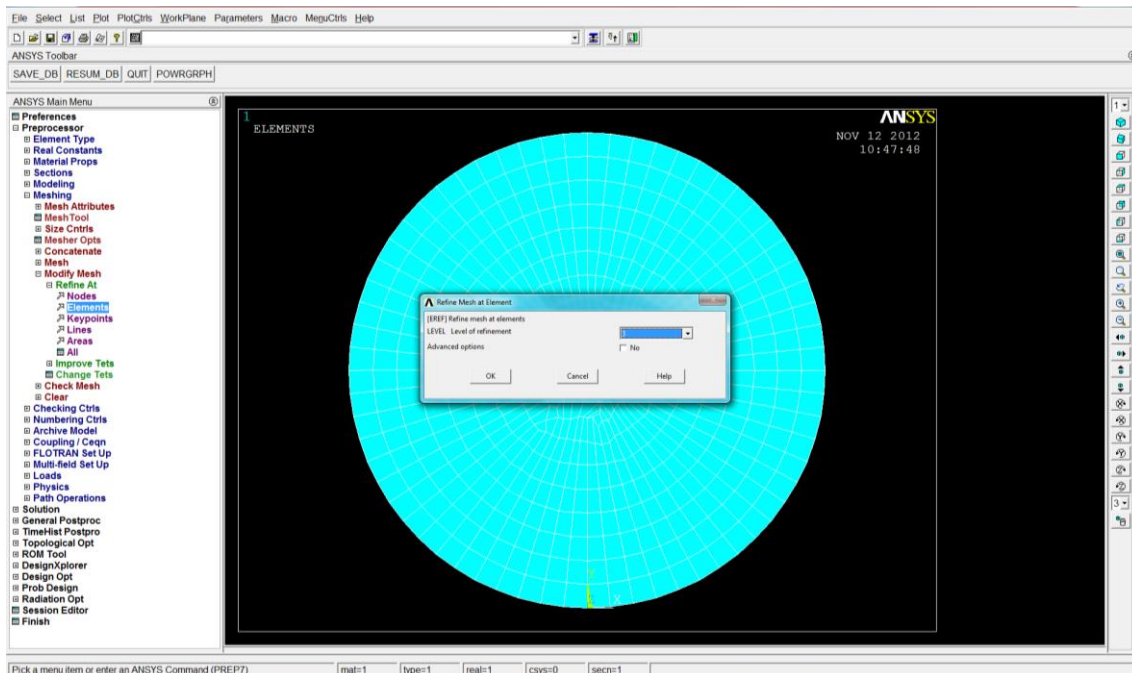 File Select List Plot PlotCtrls WorkPlane Parameters Macro MenuCtrls Help
ANSYS Toolbar
SAVE_DB RESUM_DB QUIT POWRGRPH
ANSYS Main Menu
Preferences
Preprocessor
Element Type
Real Constants
Material Props
Sections
Modeling
Meshing
Mesh Attributes
MeshTool
Size Cntrls
Mesher Opts
Concatenate
Mesh
Modify Mesh
Refine At
Nodes
Elements
Keypoints
Lines
Areas
All
Improve Tets
Change Tets
Check Mesh
Clear
Checking Ctrls
Numbering Ctrls
Archive Model
Coupling / Ceqn
FLOTRAN Set Up
Multi-field Set Up
Loads
Physics
Path Operations
Solution
General Postproc
TimeHist Postpro
Topological Opt
ROM Tool
DesignXplorer
Design Opt
Prob Design
Radiation Opt
Session Editor
Finish
1
ELEMENTS
ANSYS
NOV 12 2012
10:47:48
Refine Mesh at Element
[EREF] Refine mesh at elements
LEVEL Level of refinement
Advanced options No
OK Cancel Help
Y
X
1
3
Pick a menu item or enter an ANSYS Command (PREP7) mat=1 type=1 real=1 csys=0 secn=1